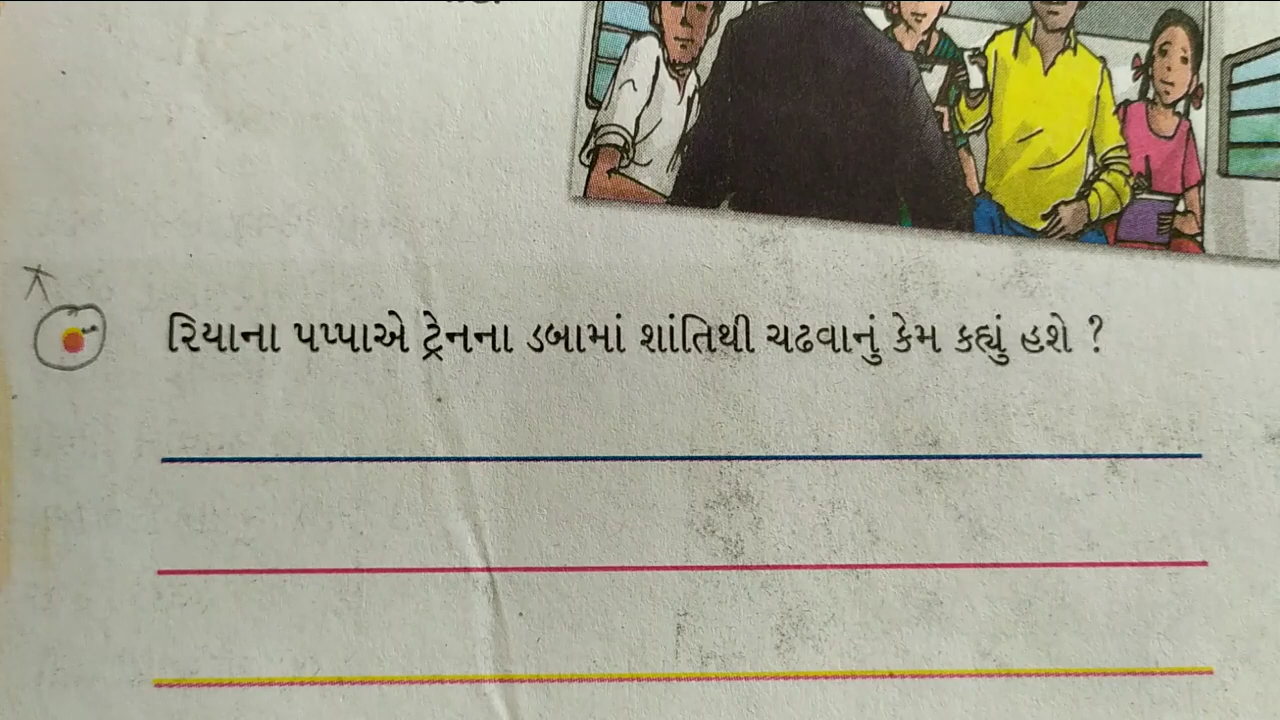 રિયાના પપ્પાએ ટ્રેનના ડબામાં શાંતિથી ચઢવાનું કેમ કહ્યું હશે ?